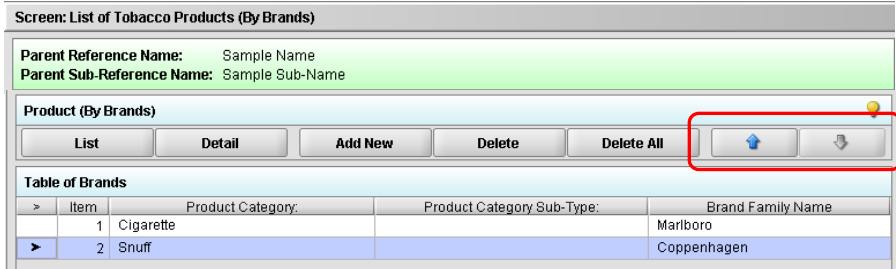 Screen: List of Tobacco Products (By Brands)
Parent Reference Name: Sample Name
Parent Sub-Reference Name: Sample Sub-Name
Product (By Brands)
List Detail Add New Delete Delete All
Table of Brands
> Item Product Category: Product Category Sub-Type: Brand Family Name
1 Cigarette Marlboro
2 Snuff Coppenhagen